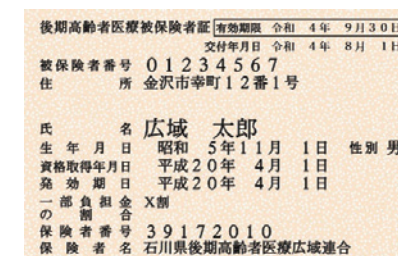 後期高齢者医療被保険者証 有効期限 令和 4年 9月30日
交付年月日 令和 4年 8月 1日
被保険者番号 01234567
住所 金沢市幸町12番1号
氏名 広域 太郎
生年月日 昭和 5年11月 1日 性別 男
資格取得年月日 平成20年 4月 1日
発効期日 平成20年 4月 1日
一部負担金の割合 X割
保険者番号 39172010
保険者名 石川県後期高齢者医療広域連合